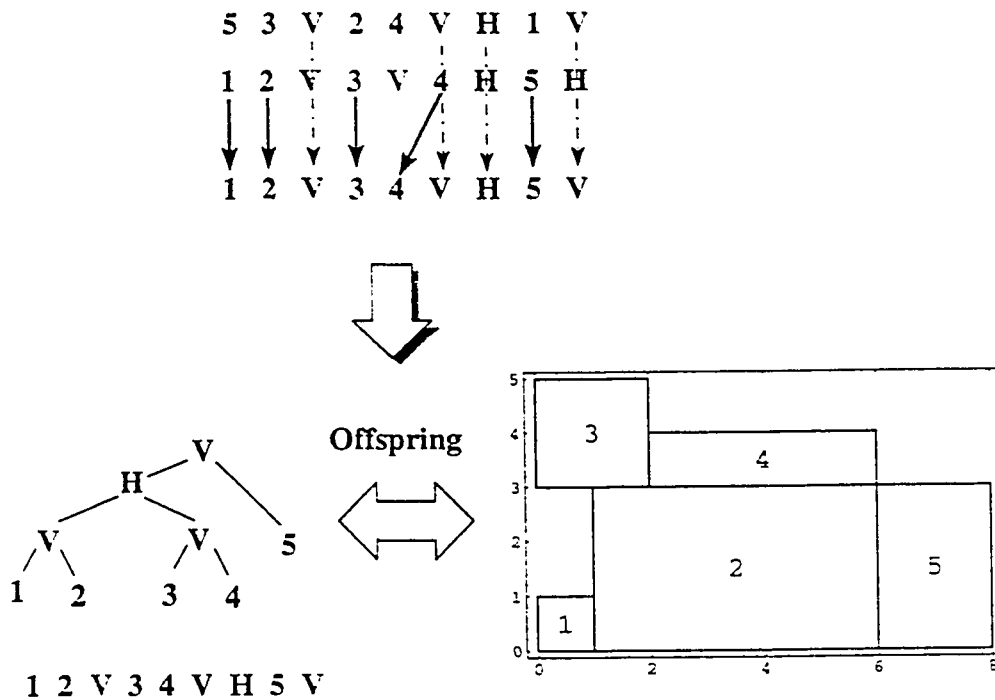 5 3 V 2 4 V H 1 V
1 2 V 3 V 4 H 5 H
1 2 V 3 4 V H 5 V
Offspring
V
H
V V 5
1 2 3 4
1 2 V 3 4 V H 5 V
5
4
3
2
1
0
3
4
2
5
1
0 2 4 6 8